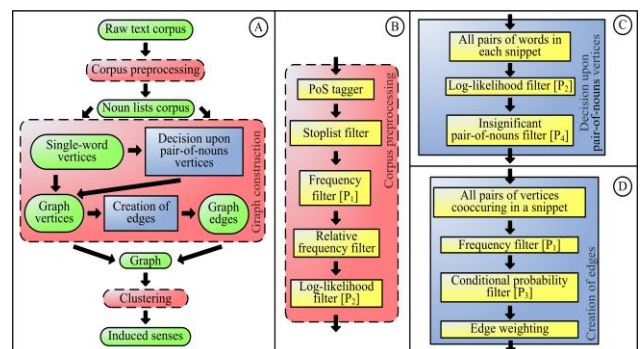 A
Raw text corpus
Corpus preprocessing
Noun lists corpus
Single-word
vertices
Decision upon
pair-of-nouns
vertices
Graph
vertices
Creation of
edges
Graph
edges
Graph construction
Graph
Clustering
Induced senses
B
PoS tagger
Stoplist filter
Frequency
filter [P₁]
Relative
frequency filter
Log-likelihood
filter [P₂]
Corpus preprocessing
C
All pairs of words in
each snippet
Log-likelihood filter [P₂]
Insignificant
pair-of-nouns filter [P₄]
Decision upon
pair-of-nouns vertices
D
All pairs of vertices
cooccuring in a snippet
Frequency filter [P₁]
Conditional probability
filter [P₃]
Edge weighting
Creation of edges